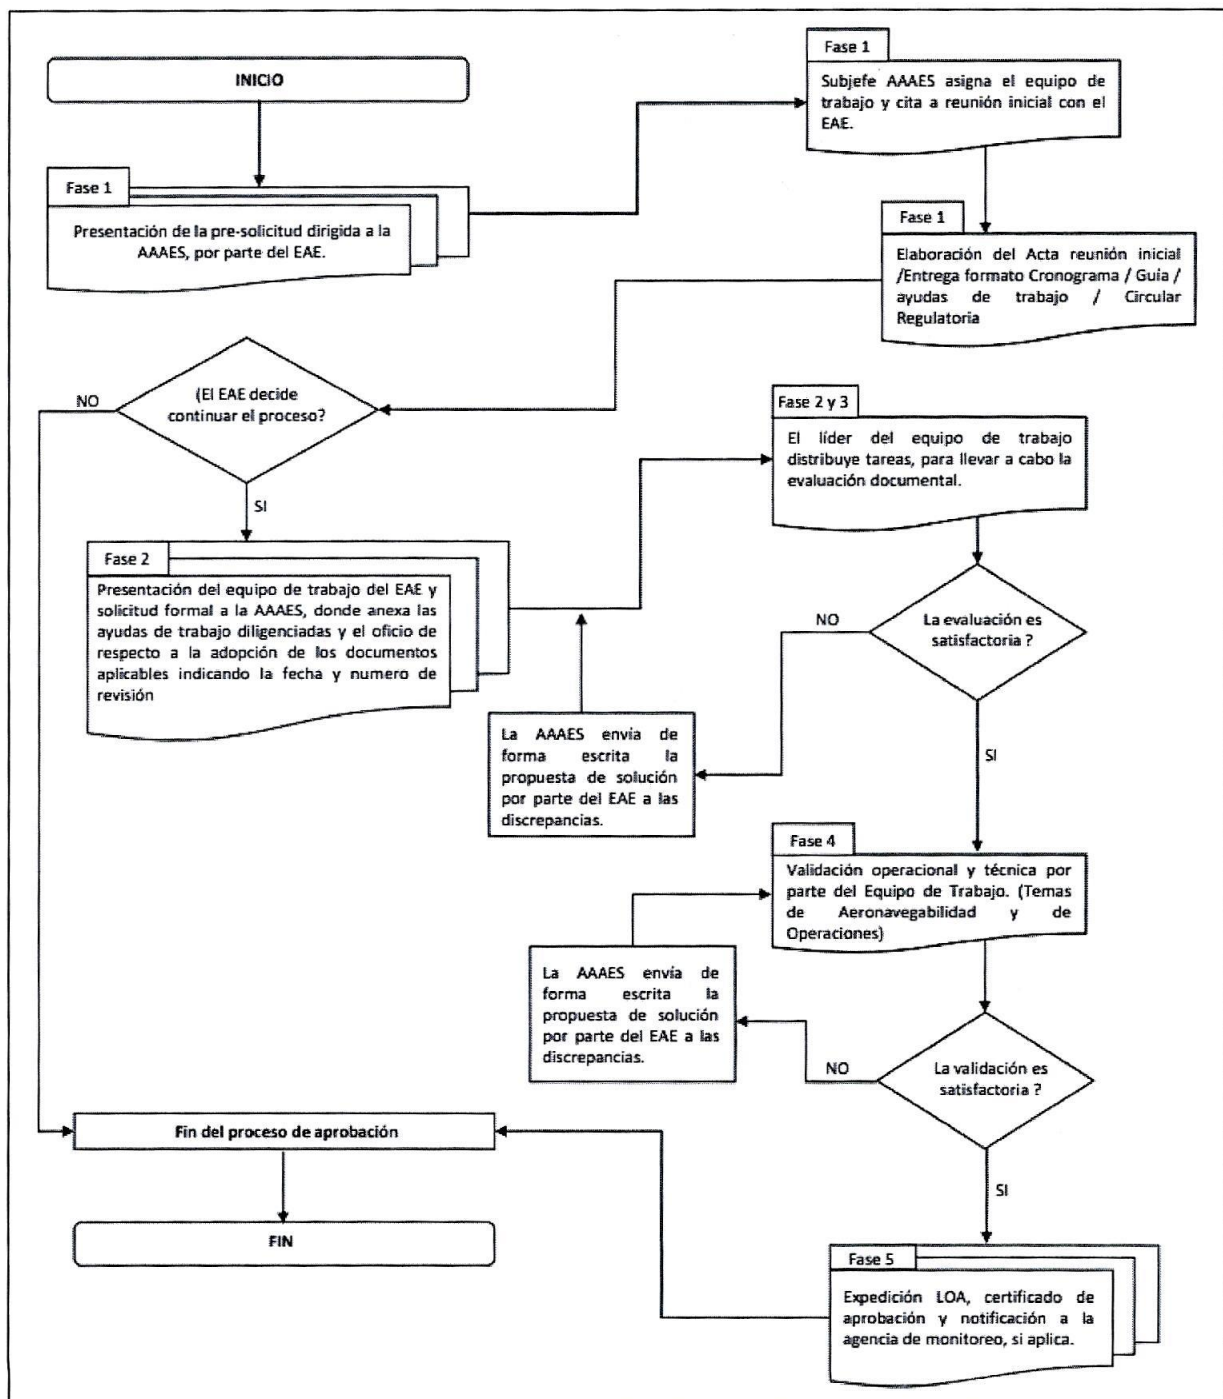 INICIO
Fase 1
Presentación de la pre-solicitud dirigida a la
AAAES, por parte del EAE.
Fase 1
Subjefe AAAES asigna el equipo de
trabajo y cita a reunión inicial con el
EAE.
Fase 1
Elaboración del Acta reunión inicial
/Entrega formato Cronograma / Guía /
ayudas de trabajo / Circular
Regulatoria
(El EAE decide
continuar el proceso?
NO
SI
Fase 2
Presentación del equipo de trabajo del EAE y
solicitud formal a la AAAES, donde anexa las
ayudas de trabajo diligenciadas y el oficio de
respecto a la adopción de los documentos
aplicables indicando la fecha y numero de
revisión
Fase 2 y 3
El líder del equipo de trabajo
distribuye tareas, para llevar a cabo la
evaluación documental.
La evaluación es
satisfactoria ?
NO
La AAAES envía de
forma escrita la
propuesta de solución
por parte del EAE a las
discrepancias.
SI
Fase 4
Validación operacional y técnica por
parte del Equipo de Trabajo. (Temas
de Aeronavegabilidad y de
Operaciones)
La validación es
satisfactoria ?
NO
La AAAES envía de
forma escrita la
propuesta de solución
por parte del EAE a las
discrepancias.
SI
Fase 5
Expedición LOA, certificado de
aprobación y notificación a la
agencia de monitoreo, si aplica.
Fin del proceso de aprobación
FIN